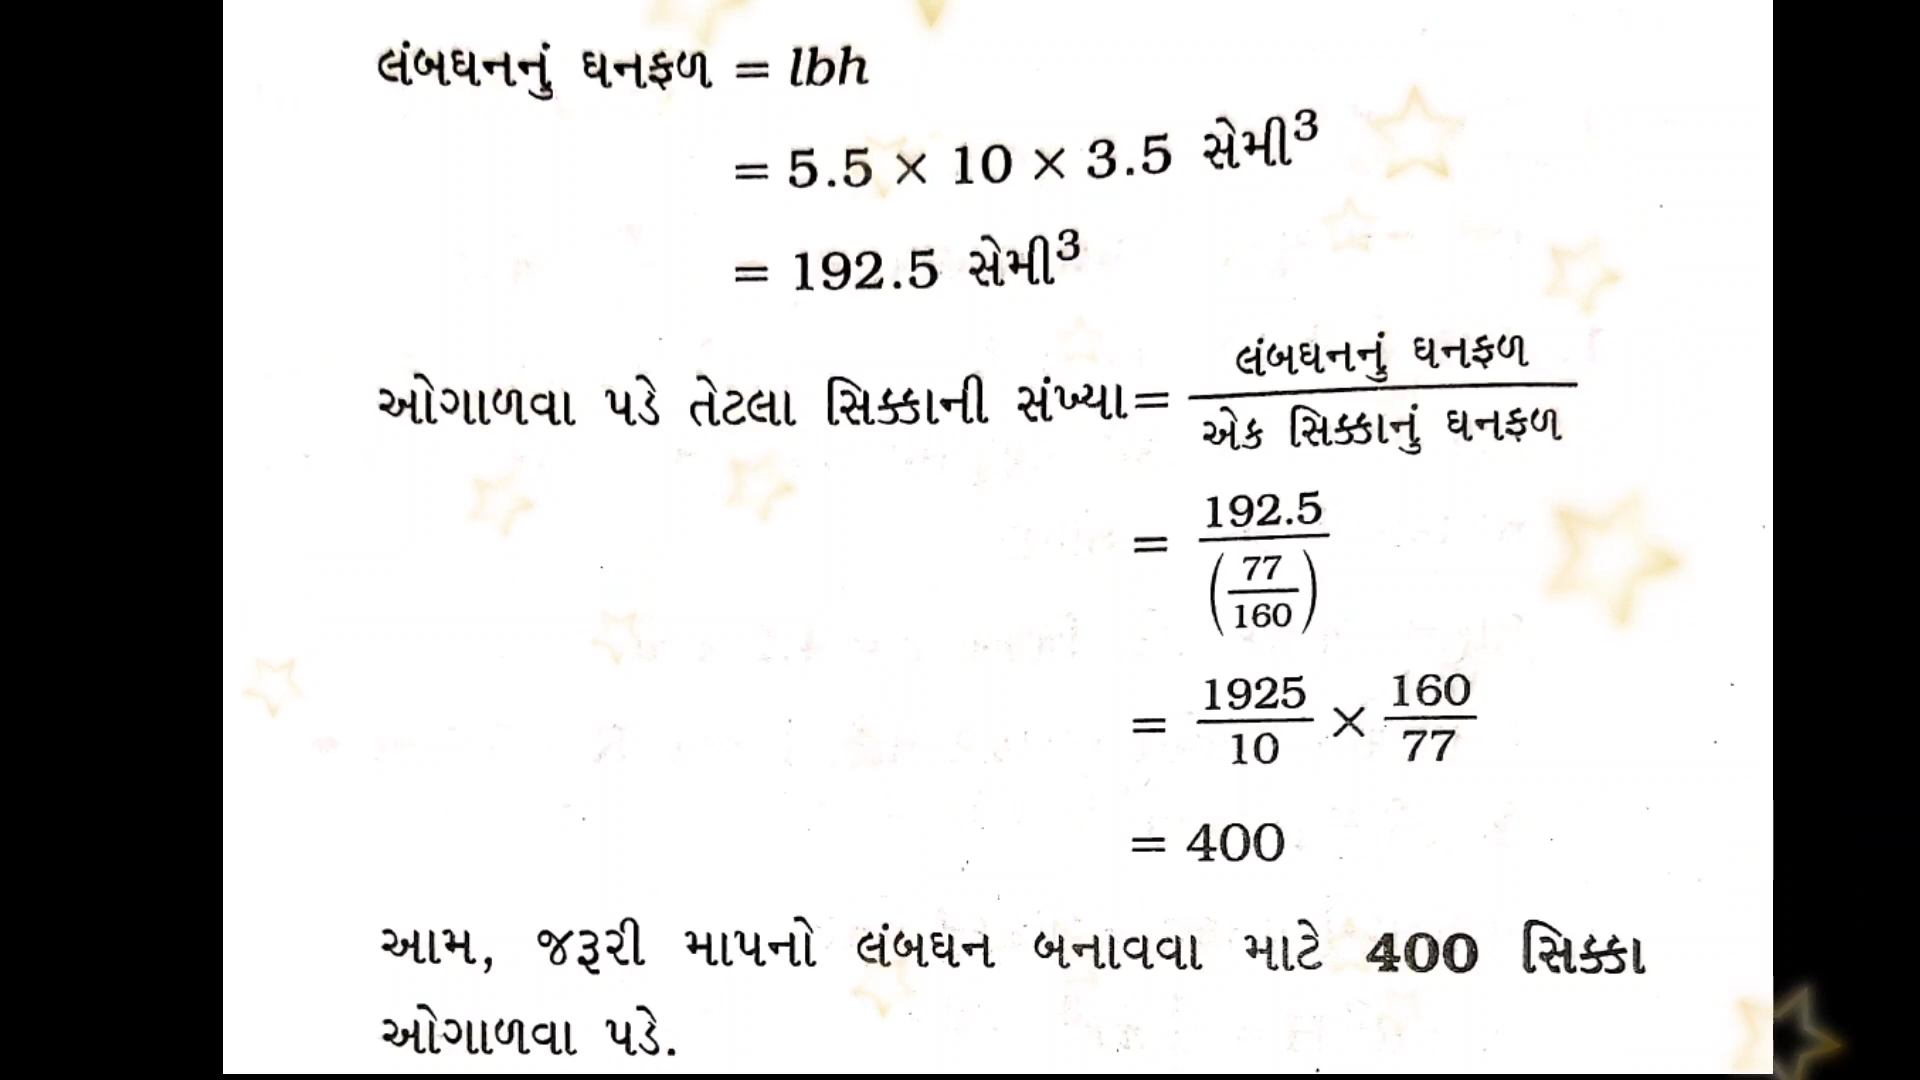 લંબઘનનું ઘનફળ = lbh
= 5.5 × 10 × 3.5 સેમી³
= 192.5 સેમી³
ઓગાળવા પડે તેટલા સિક્કાની સંખ્યા = લંબઘનનું ઘનફળ / એક સિક્કાનું ઘનફળ
= 192.5 / (77/160)
= 1925/10 × 160/77
= 400
આમ, જરૂરી માપનો લંબઘન બનાવવા માટે 400 સિક્કા
ઓગાળવા પડે.